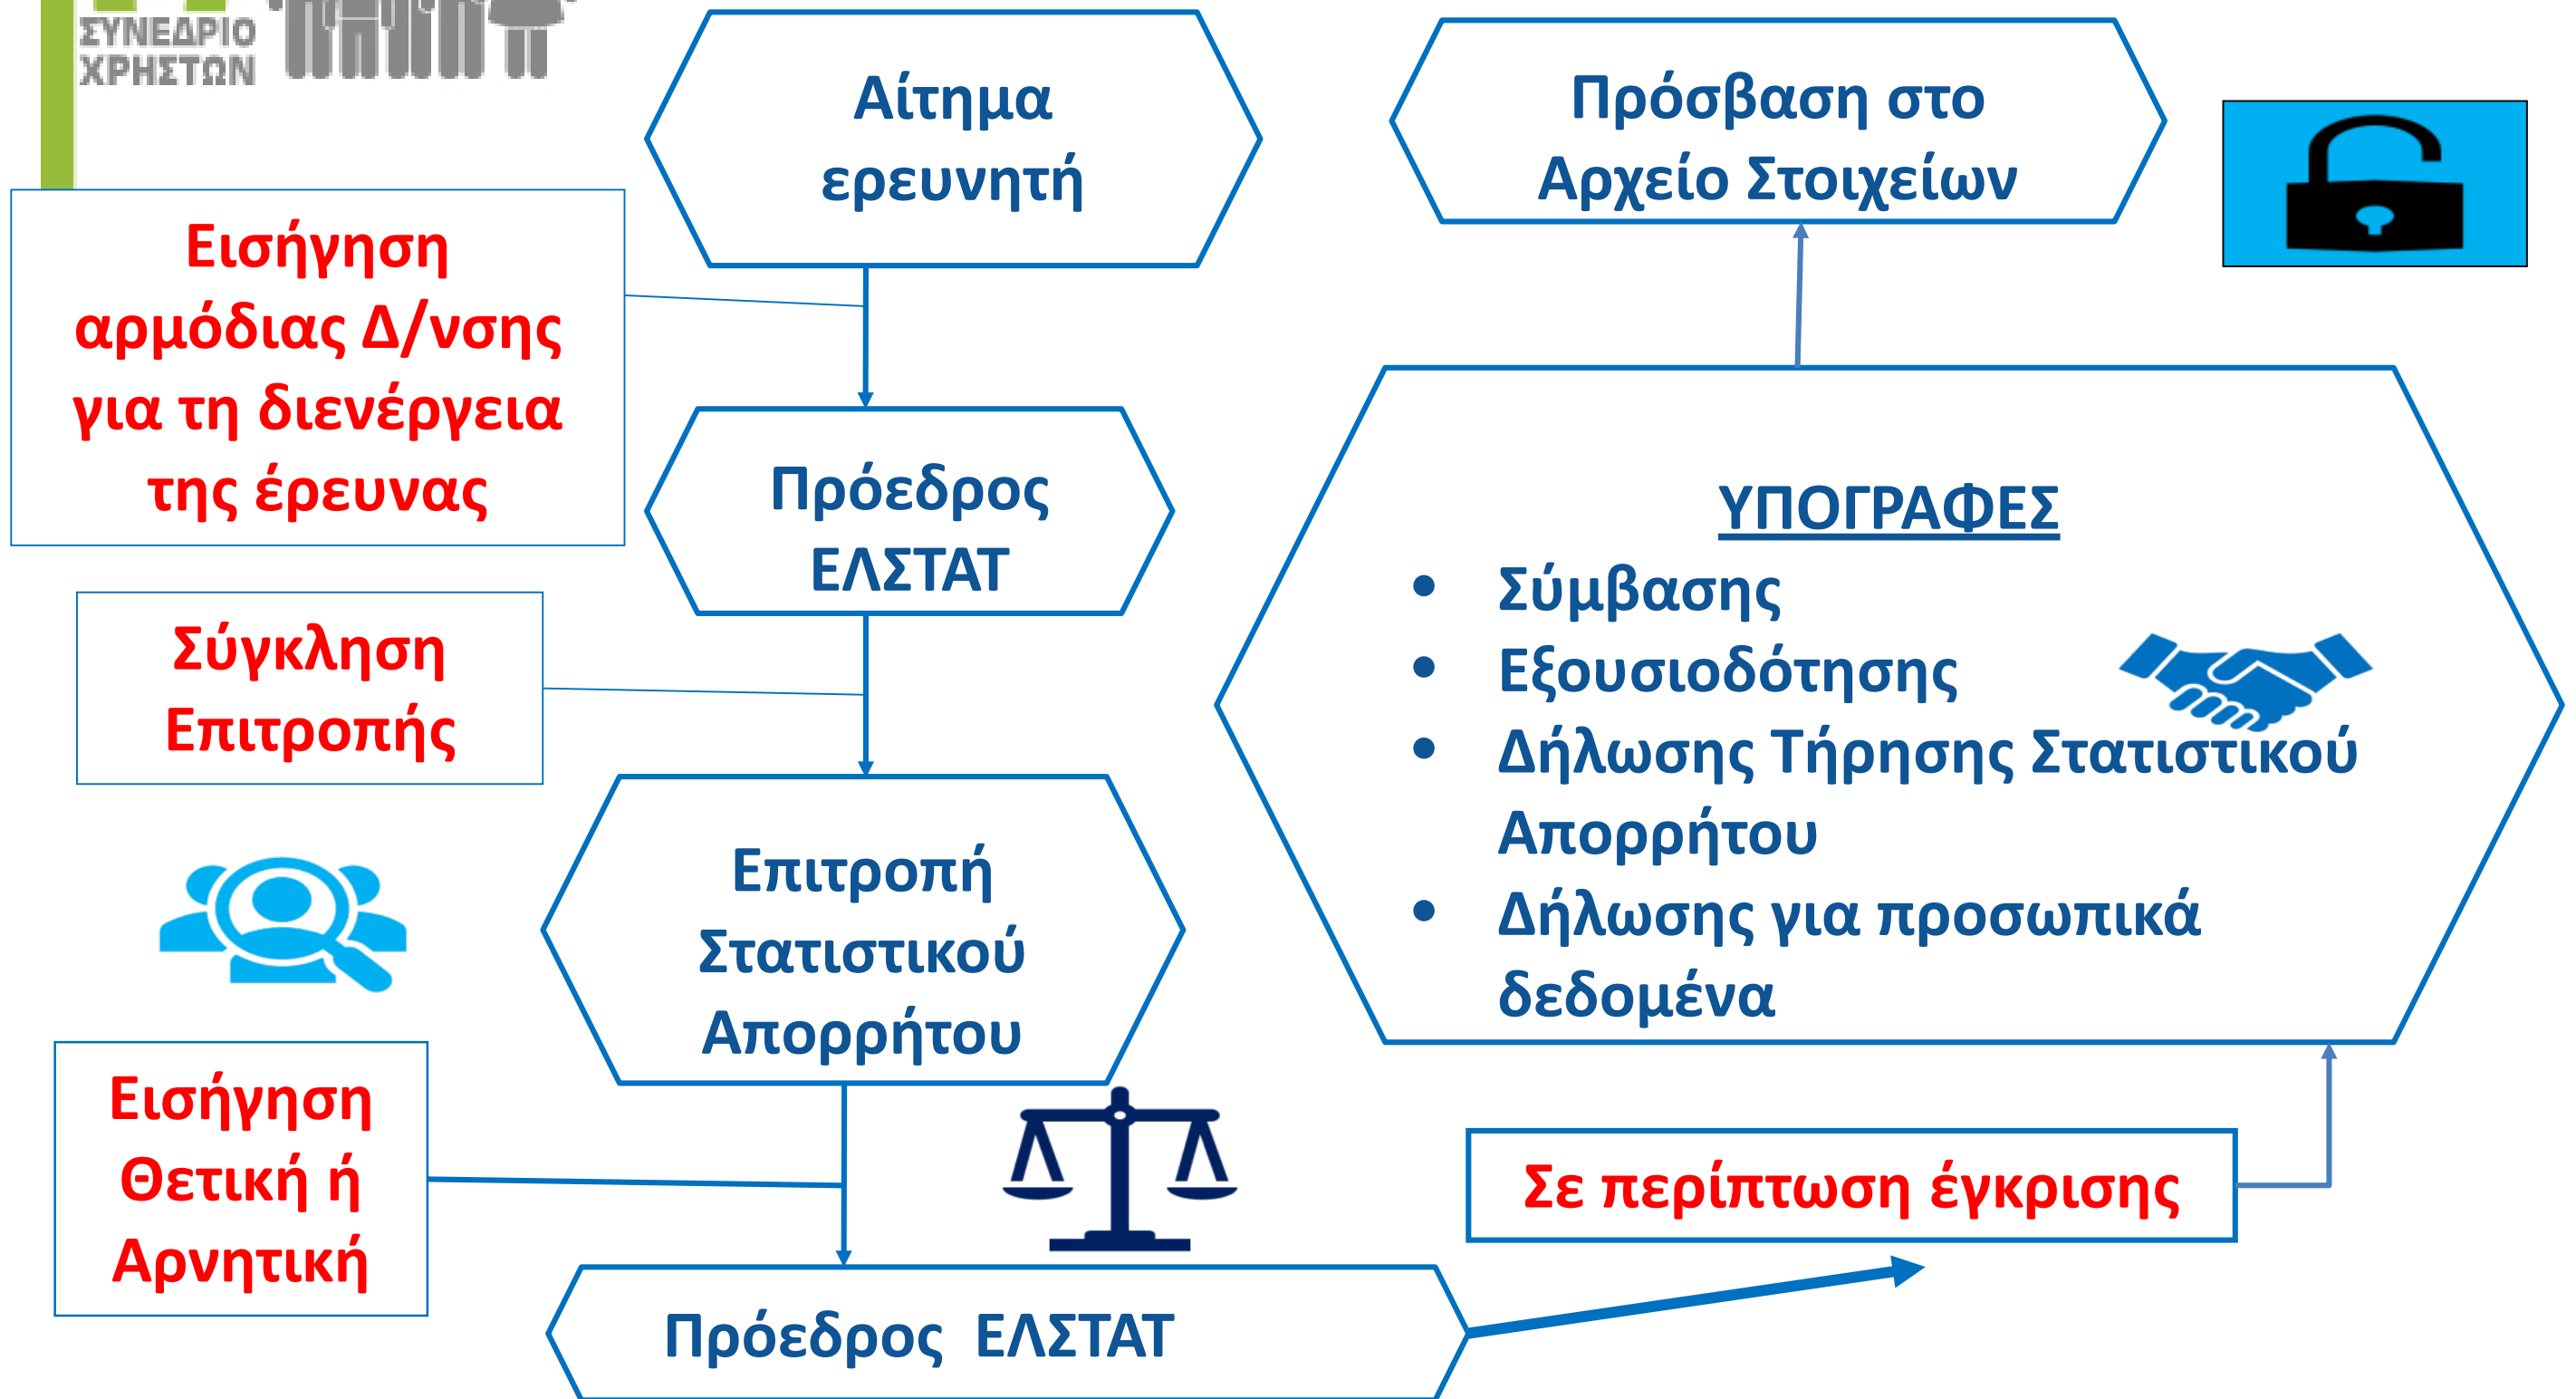 ΣΥΝΕΔΡΙΟ
ΧΡΗΣΤΩΝ
Αίτημα
ερευνητή
Εισήγηση
αρμόδιας Δ/νσης
για τη διενέργεια
της έρευνας
Πρόεδρος
ΕΛΣΤΑΤ
Σύγκληση
Επιτροπής
Επιτροπή
Στατιστικού
Απορρήτου
Εισήγηση
Θετική ή
Αρνητική
Πρόεδρος ΕΛΣΤΑΤ
Σε περίπτωση έγκρισης
ΥΠΟΓΡΑΦΕΣ
• Σύμβασης
• Εξουσιοδότησης
• Δήλωσης Τήρησης Στατιστικού
Απορρήτου
• Δήλωσης για προσωπικά
δεδομένα
Πρόσβαση στο
Αρχείο Στοιχείων